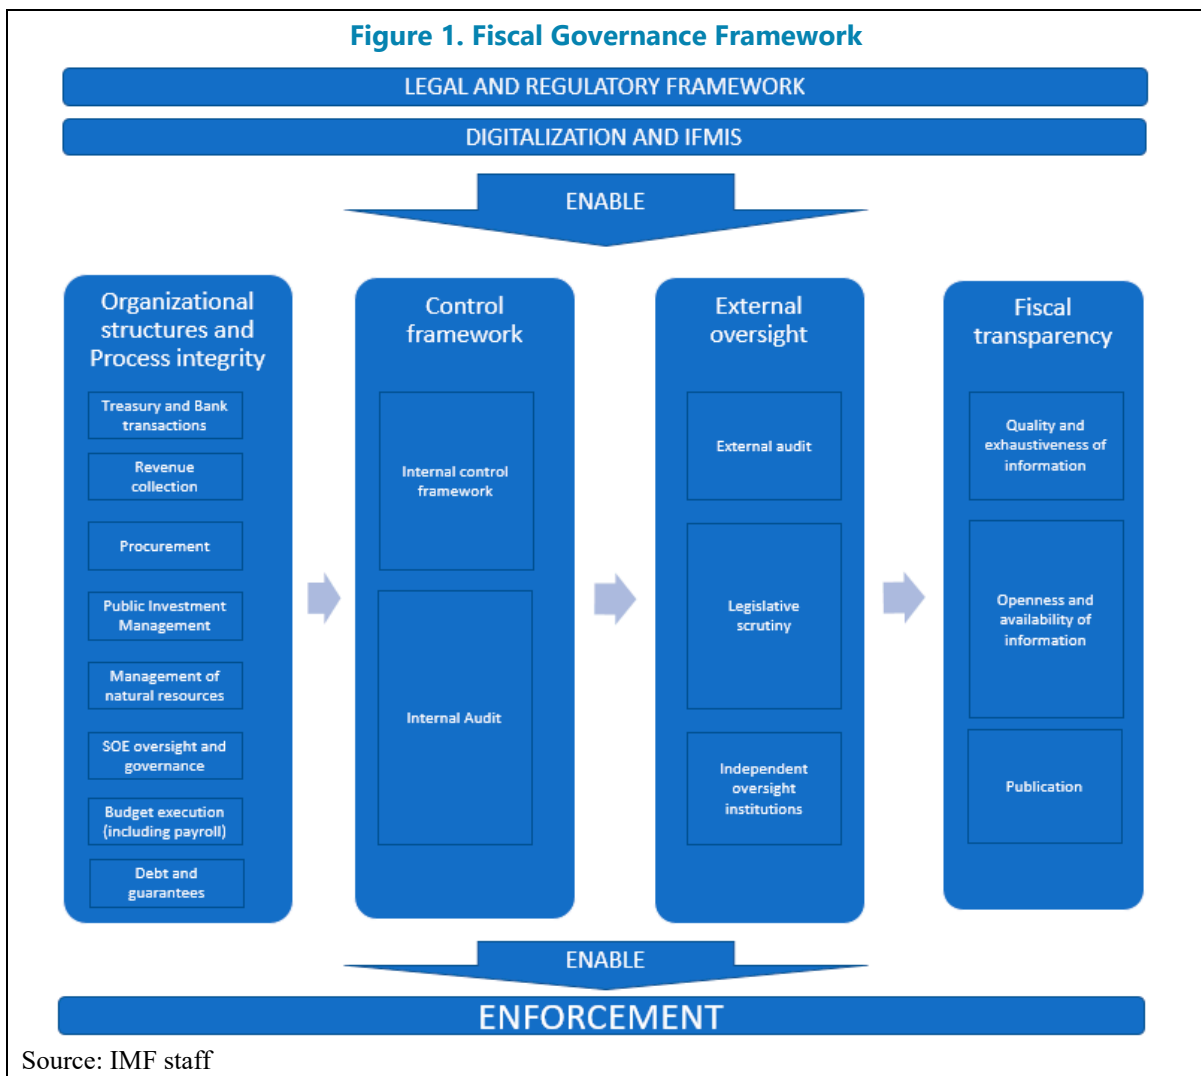 Figure 1. Fiscal Governance Framework
LEGAL AND REGULATORY FRAMEWORK
DIGITALIZATION AND IFMIS
ENABLE
Organizational
structures and
Process integrity
Treasury and Bank
transactions
Revenue
collection
Procurement
Public Investment
Management
Management of
natural resources
SOE oversight and
governance
Budget execution
(including payroll)
Debt and
guarantees
Control
framework
Internal control
framework
Internal Audit
External
oversight
External audit
Legislative
scrutiny
Independent
oversight
institutions
Fiscal
transparency
Quality and
exhaustiveness of
information
Openness and
availability of
information
Publication
ENABLE
ENFORCEMENT
Source: IMF staff